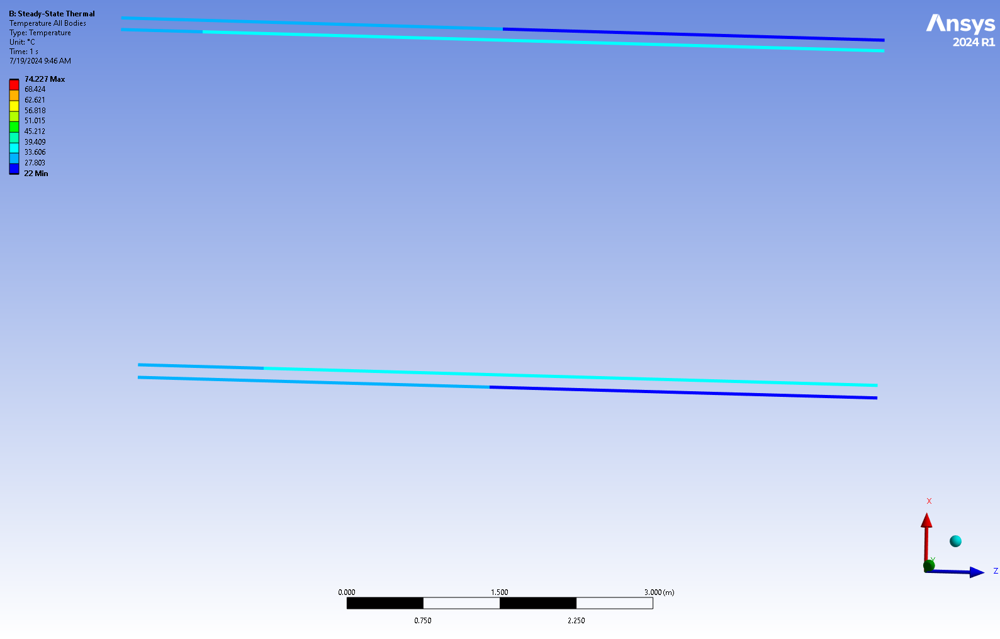 B: Steady-State Thermal
Temperature All Bodies
Type: Temperature
Unit: °C
Time: 1 s
7/19/2024 9:46 AM
74.227 Max
68.424
62.621
56.818
51.015
45.212
39.409
33.606
27.803
22 Min
Ansys
2024 R1
X
Y
Z
0.000 1.500 3.000 (m)
0.750 2.250